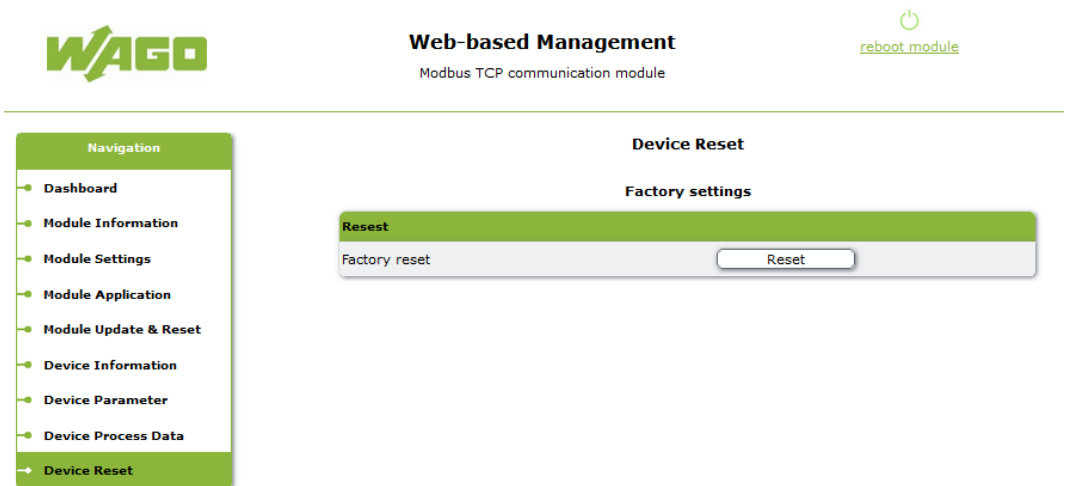 WAGO
Web-based Management
Modbus TCP communication module
reboot module
Navigation
Dashboard
Module Information
Module Settings
Module Application
Module Update & Reset
Device Information
Device Parameter
Device Process Data
Device Reset
Device Reset
Factory settings
Resest
Factory reset Reset